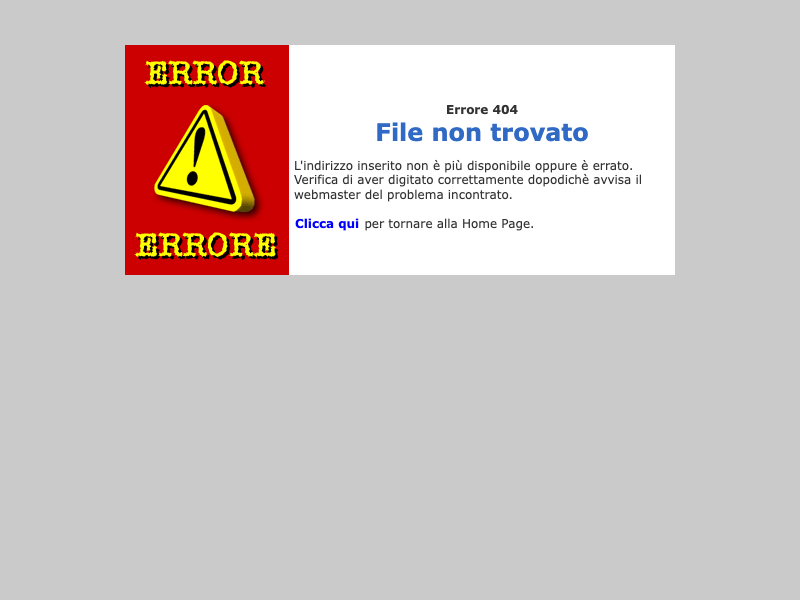 ERROR
ERRORE
Errore 404
File non trovato
L'indirizzo inserito non è più disponibile oppure è errato.
Verifica di aver digitato correttamente dopodichè avvisa il
webmaster del problema incontrato.
Clicca qui per tornare alla Home Page.